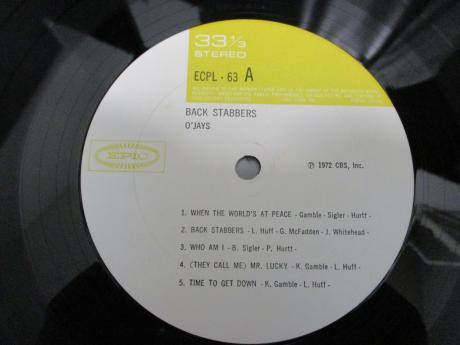 33 1/3
STEREO
ECPL - 63 A
BACK STABBERS
O'JAYS
EPIC
℗ 1972 CBS, Inc.
1. WHEN THE WORLD'S AT PEACE - Gamble - Sigler - Hurtt -
2. BACK STABBERS - L. Huff - G. McFadden - J. Whitehead -
3. WHO AM I - B. Sigler - P. Hurtt -
4. (THEY CALL ME) MR. LUCKY - K. Gamble - L. Huff -
5. TIME TO GET DOWN - K. Gamble - L. Huff -